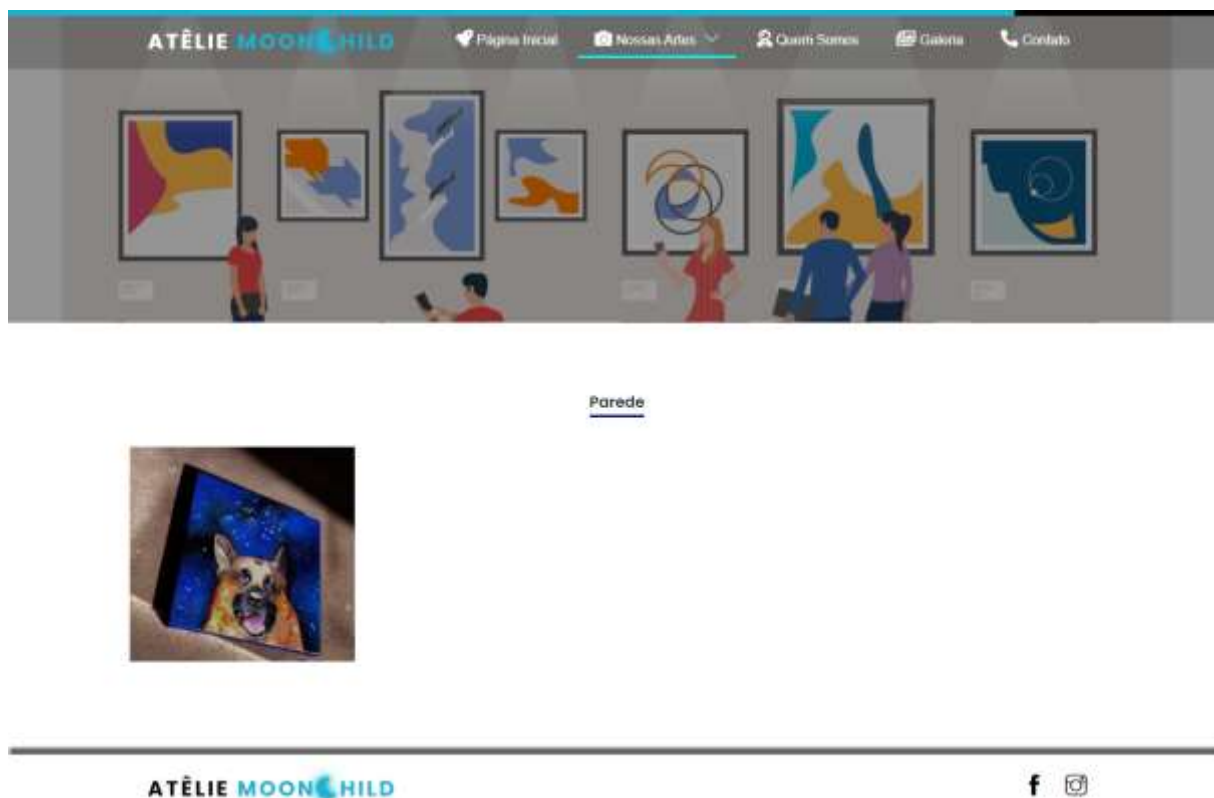 ATÊLIE MOONCHILD Página Inicial Nossas Artes Quem Somos Galeria Contato
Parede
ATÊLIE MOONCHILD